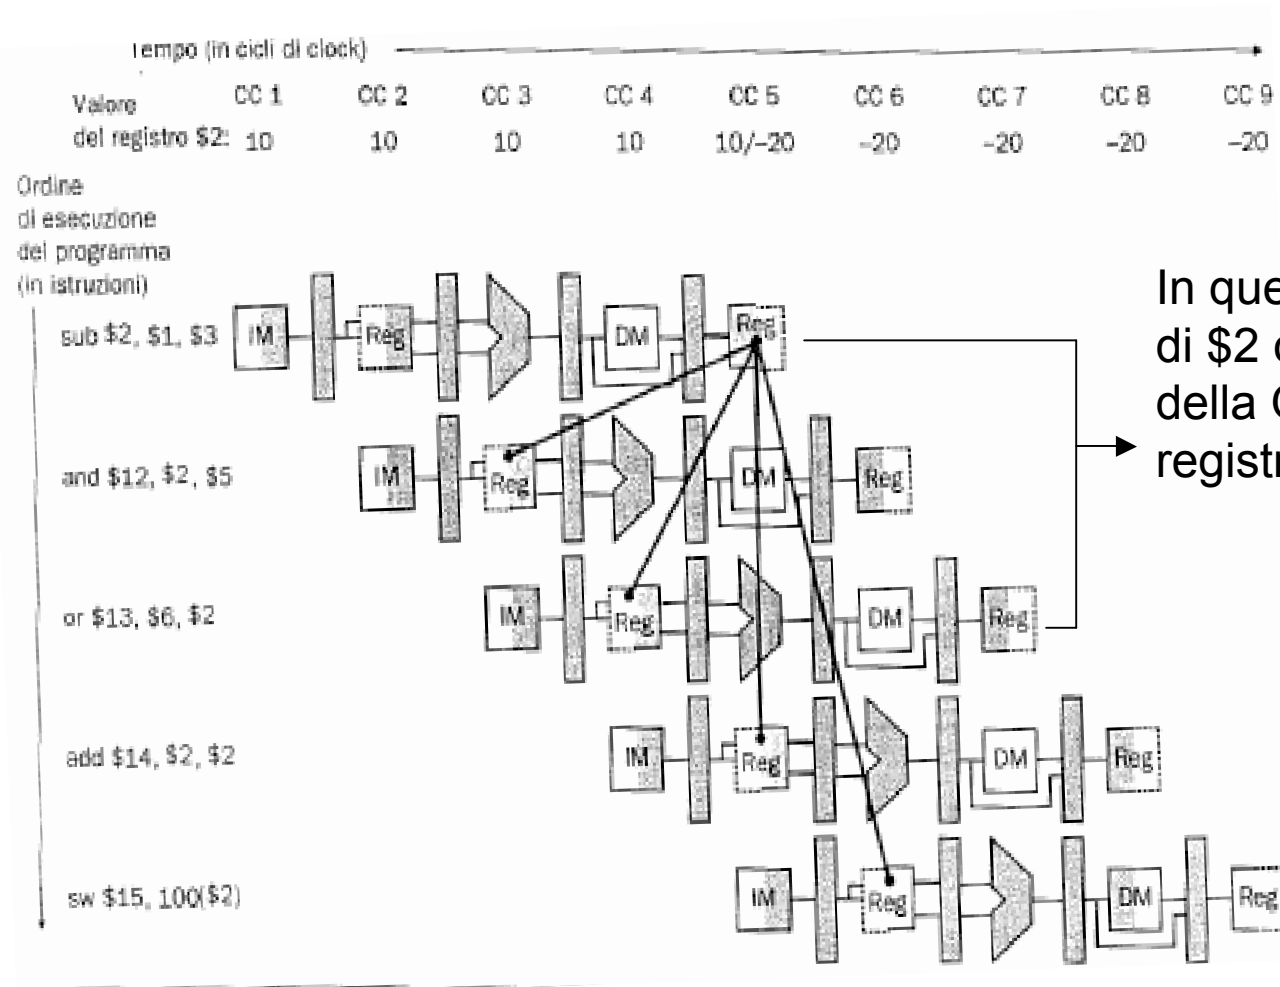 Tempo (in cicli di clock)
CC 1 CC 2 CC 3 CC 4 CC 5 CC 6 CC 7 CC 8 CC 9
Valore
del registro $2: 10 10 10 10 10/–20 –20 –20 –20 –20
Ordine
di esecuzione
del programma
(in istruzioni)
sub $2, $1, $3 IM Reg DM Reg
and $12, $2, $5 IM Reg DM Reg
or $13, $6, $2 IM Reg DM Reg
add $14, $2, $2 IM Reg DM Reg
sw $15, 100($2) IM Reg DM Reg
In que
di $2
della
registr